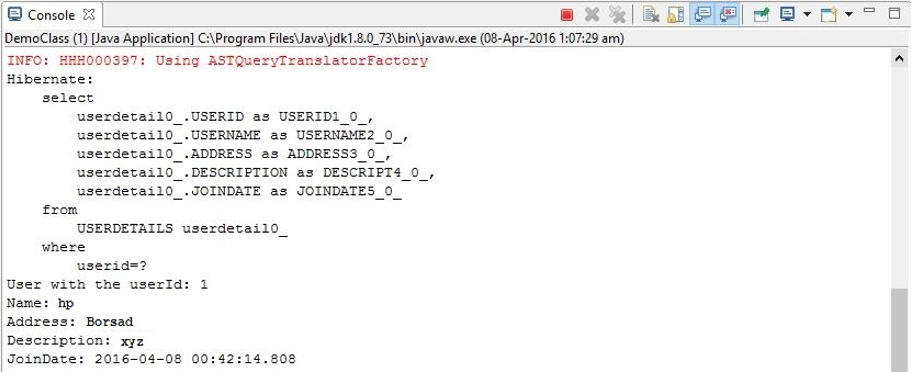 Console
DemoClass (1) [Java Application] C:\Program Files\Java\jdk1.8.0_73\bin\javaw.exe (08-Apr-2016 1:07:29 am)
INFO: HHH000397: Using ASTQueryTranslatorFactory
Hibernate:
    select
        userdetail0_.USERID as USERID1_0_,
        userdetail0_.USERNAME as USERNAME2_0_,
        userdetail0_.ADDRESS as ADDRESS3_0_,
        userdetail0_.DESCRIPTION as DESCRIPT4_0_,
        userdetail0_.JOINDATE as JOINDATE5_0_
    from
        USERDETAILS userdetail0_
    where
        userid=?
User with the userId: 1
Name: hp
Address: Borsad
Description: xyz
JoinDate: 2016-04-08 00:42:14.808